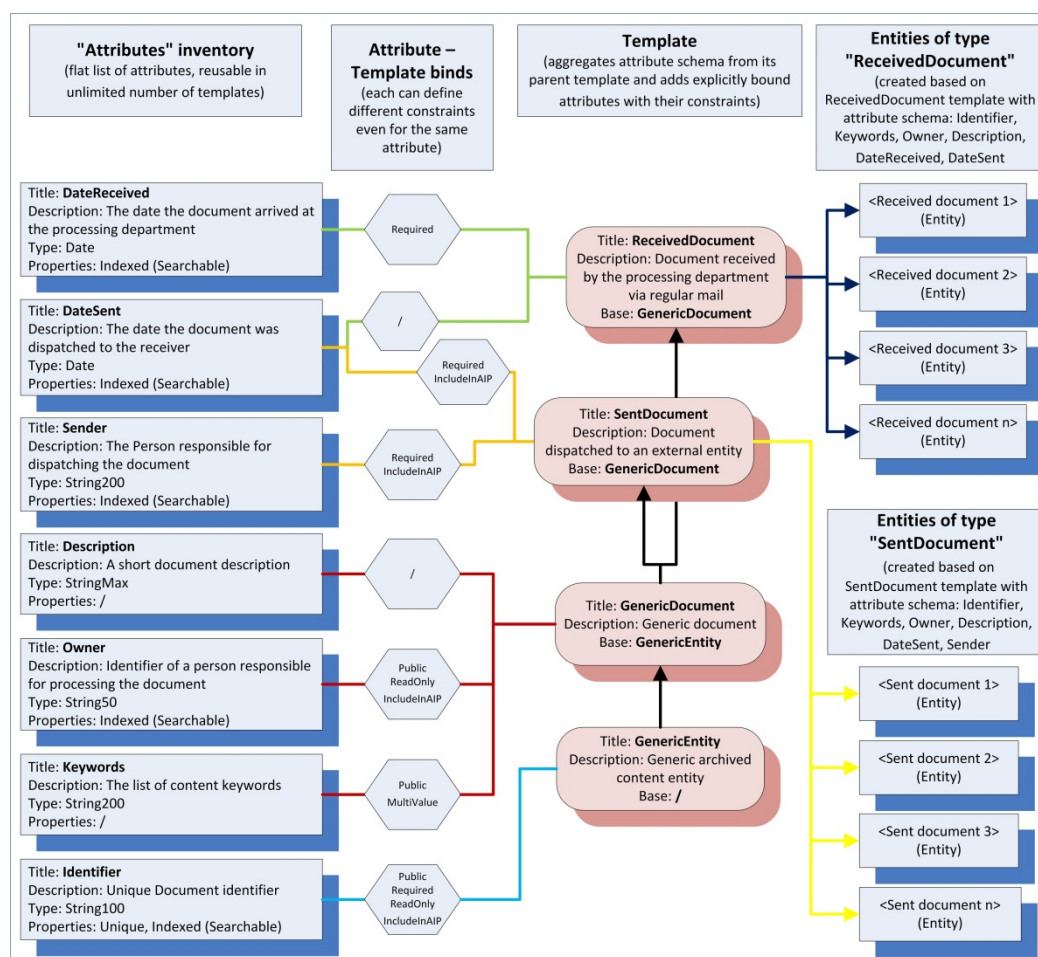 "Attributes" inventory
(flat list of attributes, reusable in
unlimited number of templates)
Attribute –
Template binds
(each can define
different constraints
even for the same
attribute)
Template
(aggregates attribute schema from its
parent template and adds explicitly bound
attributes with their constraints)
Entities of type
"ReceivedDocument"
(created based on
ReceivedDocument template with
attribute schema: Identifier,
Keywords, Owner, Description,
DateReceived, DateSent
Title: DateReceived
Description: The date the document arrived at
the processing department
Type: Date
Properties: Indexed (Searchable)
Required
Title: ReceivedDocument
Description: Document received
by the processing department
via regular mail
Base: GenericDocument
<Received document 1>
(Entity)
<Received document 2>
(Entity)
<Received document 3>
(Entity)
<Received document n>
(Entity)
Title: DateSent
Description: The date the document was
dispatched to the receiver
Type: Date
Properties: Indexed (Searchable)
/
Required
IncludeInAIP
Title: Sender
Description: The Person responsible for
dispatching the document
Type: String200
Properties: Indexed (Searchable)
Required
IncludeInAIP
Title: SentDocument
Description: Document
dispatched to an external entity
Base: GenericDocument
Entities of type
"SentDocument"
(created based on
SentDocument template with
attribute schema: Identifier,
Keywords, Owner, Description,
DateSent, Sender
Title: Description
Description: A short document description
Type: StringMax
Properties: /
/
Title: GenericDocument
Description: Generic document
Base: GenericEntity
Title: Owner
Description: Identifier of a person responsible
for processing the document
Type: String50
Properties: Indexed (Searchable)
Public
ReadOnly
IncludeInAIP
<Sent document 1>
(Entity)
<Sent document 2>
(Entity)
<Sent document 3>
(Entity)
<Sent document n>
(Entity)
Title: Keywords
Description: The list of content keywords
Type: String200
Properties: /
Public
MultiValue
Title: GenericEntity
Description: Generic archived
content entity
Base: /
Title: Identifier
Description: Unique Document identifier
Type: String100
Properties: Unique, Indexed (Searchable)
Public
Required
ReadOnly
IncludeInAIP